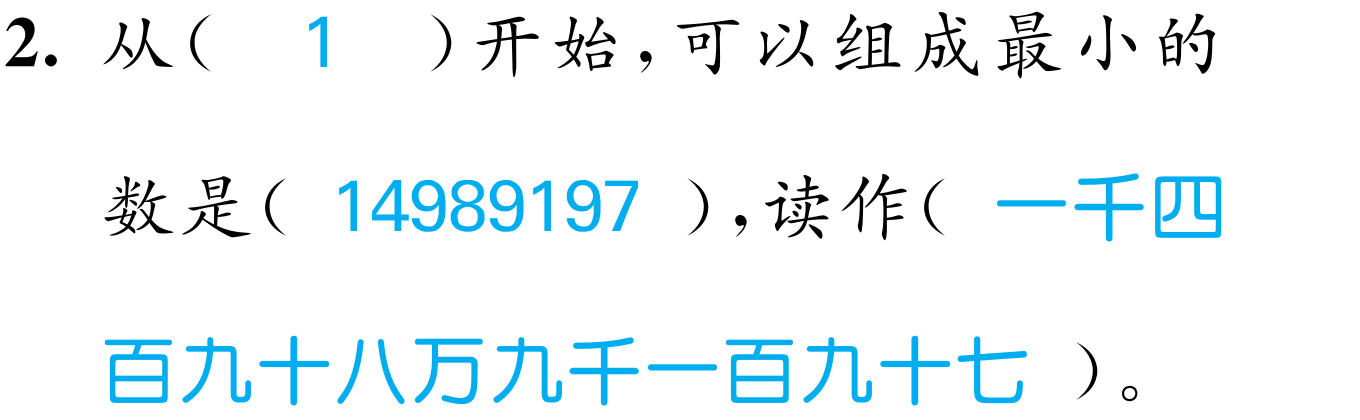 2. 从( 1 )开始,可以组成最小的
数是( 14989197 ),读作( 一千四
百九十八万九千一百九十七 )。